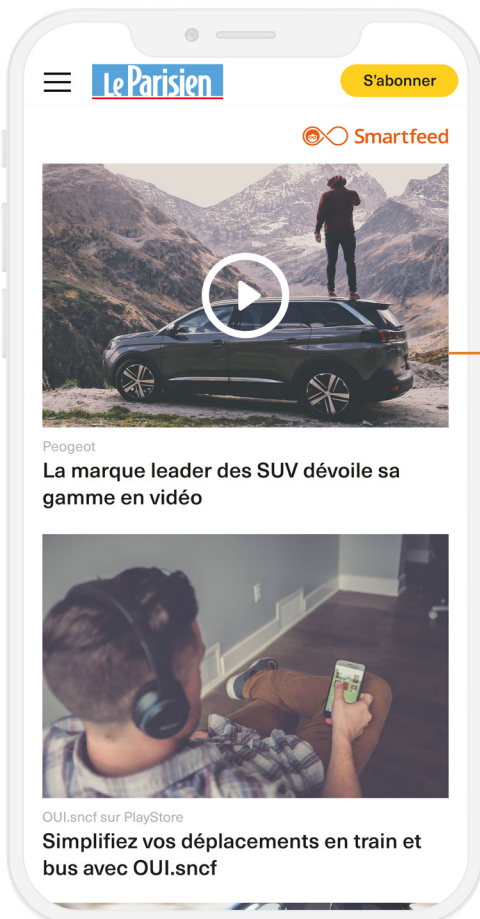 Le Parisien
S'abonner
Smartfeed
Peogeot
La marque leader des SUV dévoile sa
gamme en vidéo
OUI.sncf sur PlayStore
Simplifiez vos déplacements en train et
bus avec OUI.sncf